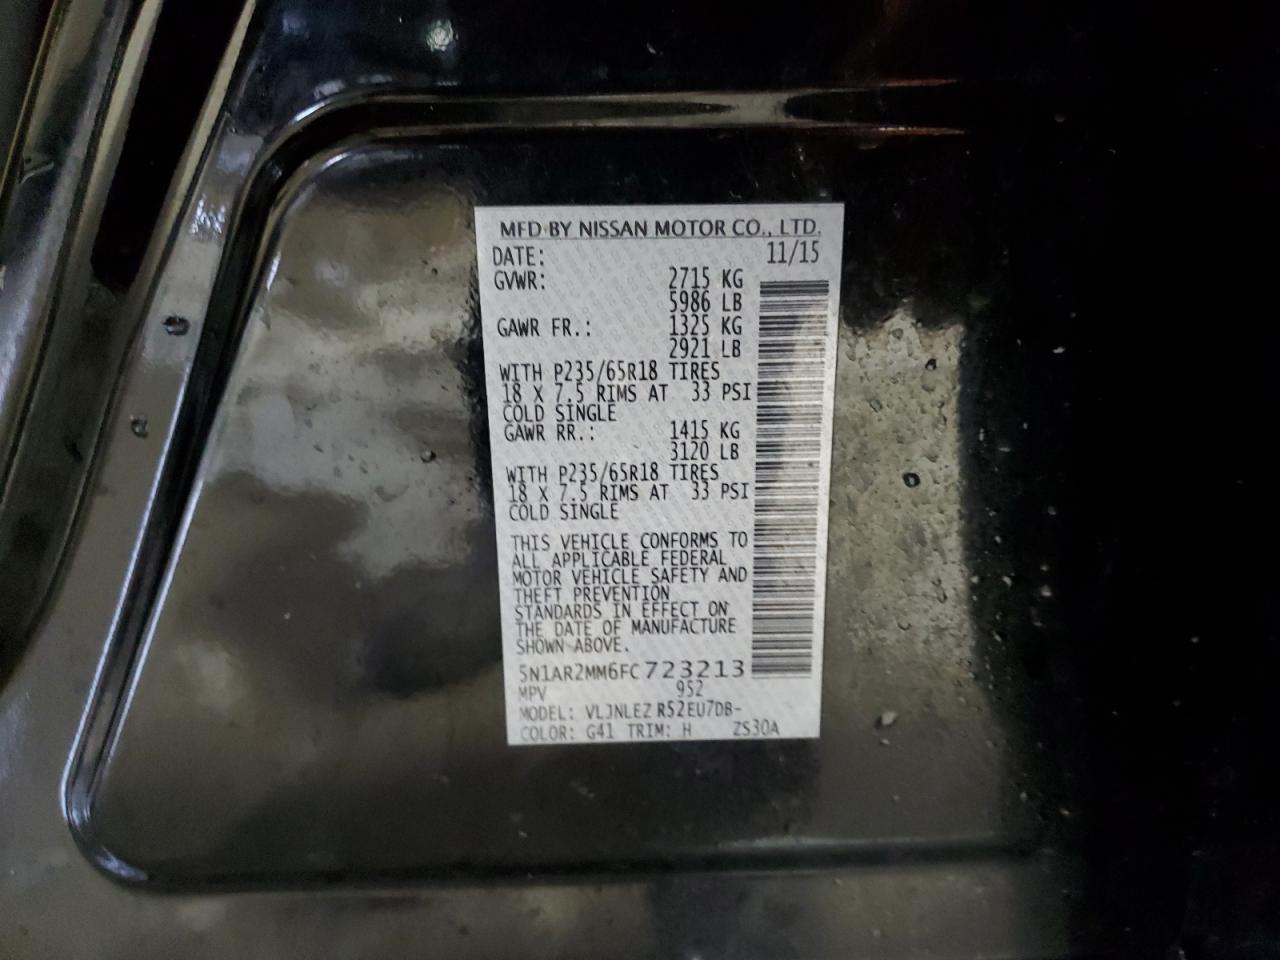 MFD BY NISSAN MOTOR CO., LTD.
DATE: 11/15
GVWR: 2715 KG
5986 LB
GAWR FR.: 1325 KG
2921 LB
WITH P235/65R18 TIRES
18 X 7.5 RIMS AT 33 PSI
COLD SINGLE
GAWR RR.: 1415 KG
3120 LB
WITH P235/65R18 TIRES
18 X 7.5 RIMS AT 33 PSI
COLD SINGLE
THIS VEHICLE CONFORMS TO
ALL APPLICABLE FEDERAL
MOTOR VEHICLE SAFETY AND
THEFT PREVENTION
STANDARDS IN EFFECT ON
THE DATE OF MANUFACTURE
SHOWN ABOVE.
5N1AR2MM6FC723213
MPV 952
MODEL: VLJNLEZ R52EU7DB-
COLOR: G41 TRIM: H ZS30A